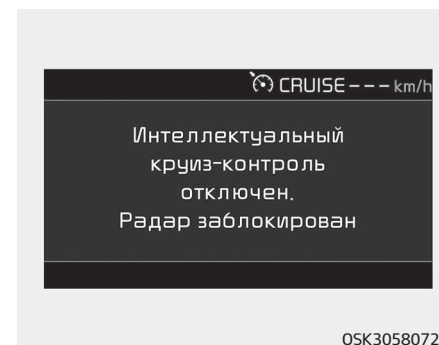 CRUISE – – – km/h
Интеллектуальный
круиз-контроль
отключен.
Радар заблокирован
OSK3058072